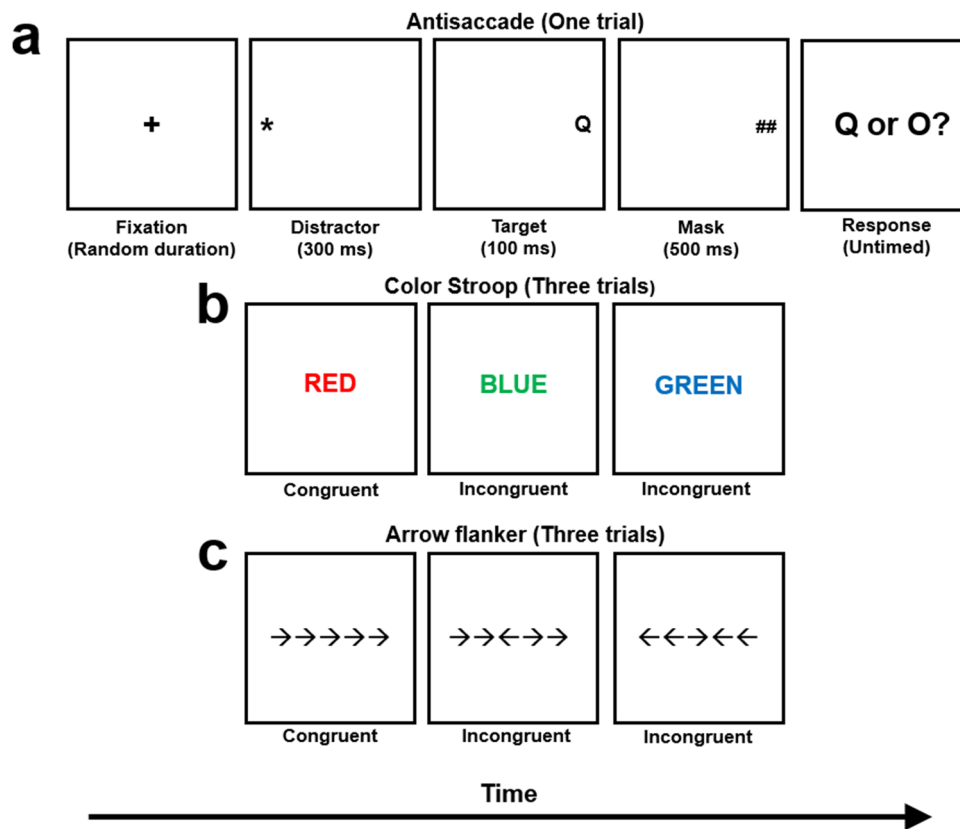 Antisaccade (One trial)
a
+
*
Q
##
Q or O?
Fixation
(Random duration)
Distractor
(300 ms)
Target
(100 ms)
Mask
(500 ms)
Response
(Untimed)
Color Stroop (Three trials)
b
RED
BLUE
GREEN
Congruent
Incongruent
Incongruent
Arrow flanker (Three trials)
c
→→→→→
→→←→→
←←→←←
Congruent
Incongruent
Incongruent
Time